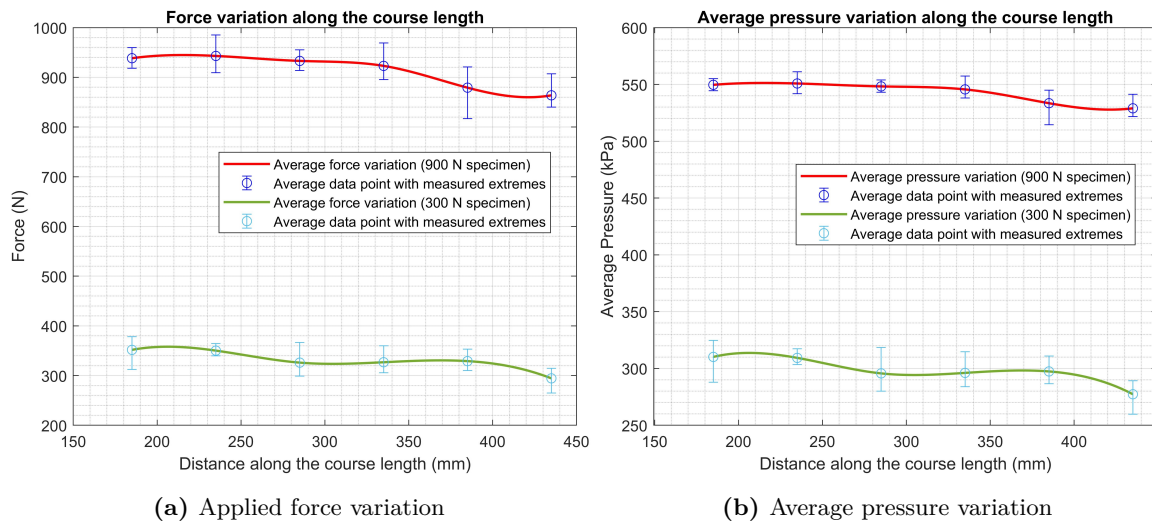 Force variation along the course length
1000
900
800
700
600
500
400
300
200
Force (N)
Average force variation (900 N specimen)
Average data point with measured extremes
Average force variation (300 N specimen)
Average data point with measured extremes
150 200 250 300 350 400 450
Distance along the course length (mm)
(a) Applied force variation
Average pressure variation along the course length
600
550
500
450
400
350
300
250
Average Pressure (kPa)
Average pressure variation (900 N specimen)
Average data point with measured extremes
Average pressure variation (300 N specimen)
Average data point with measured extremes
150 200 250 300 350 400
Distance along the course length (mm)
(b) Average pressure variation